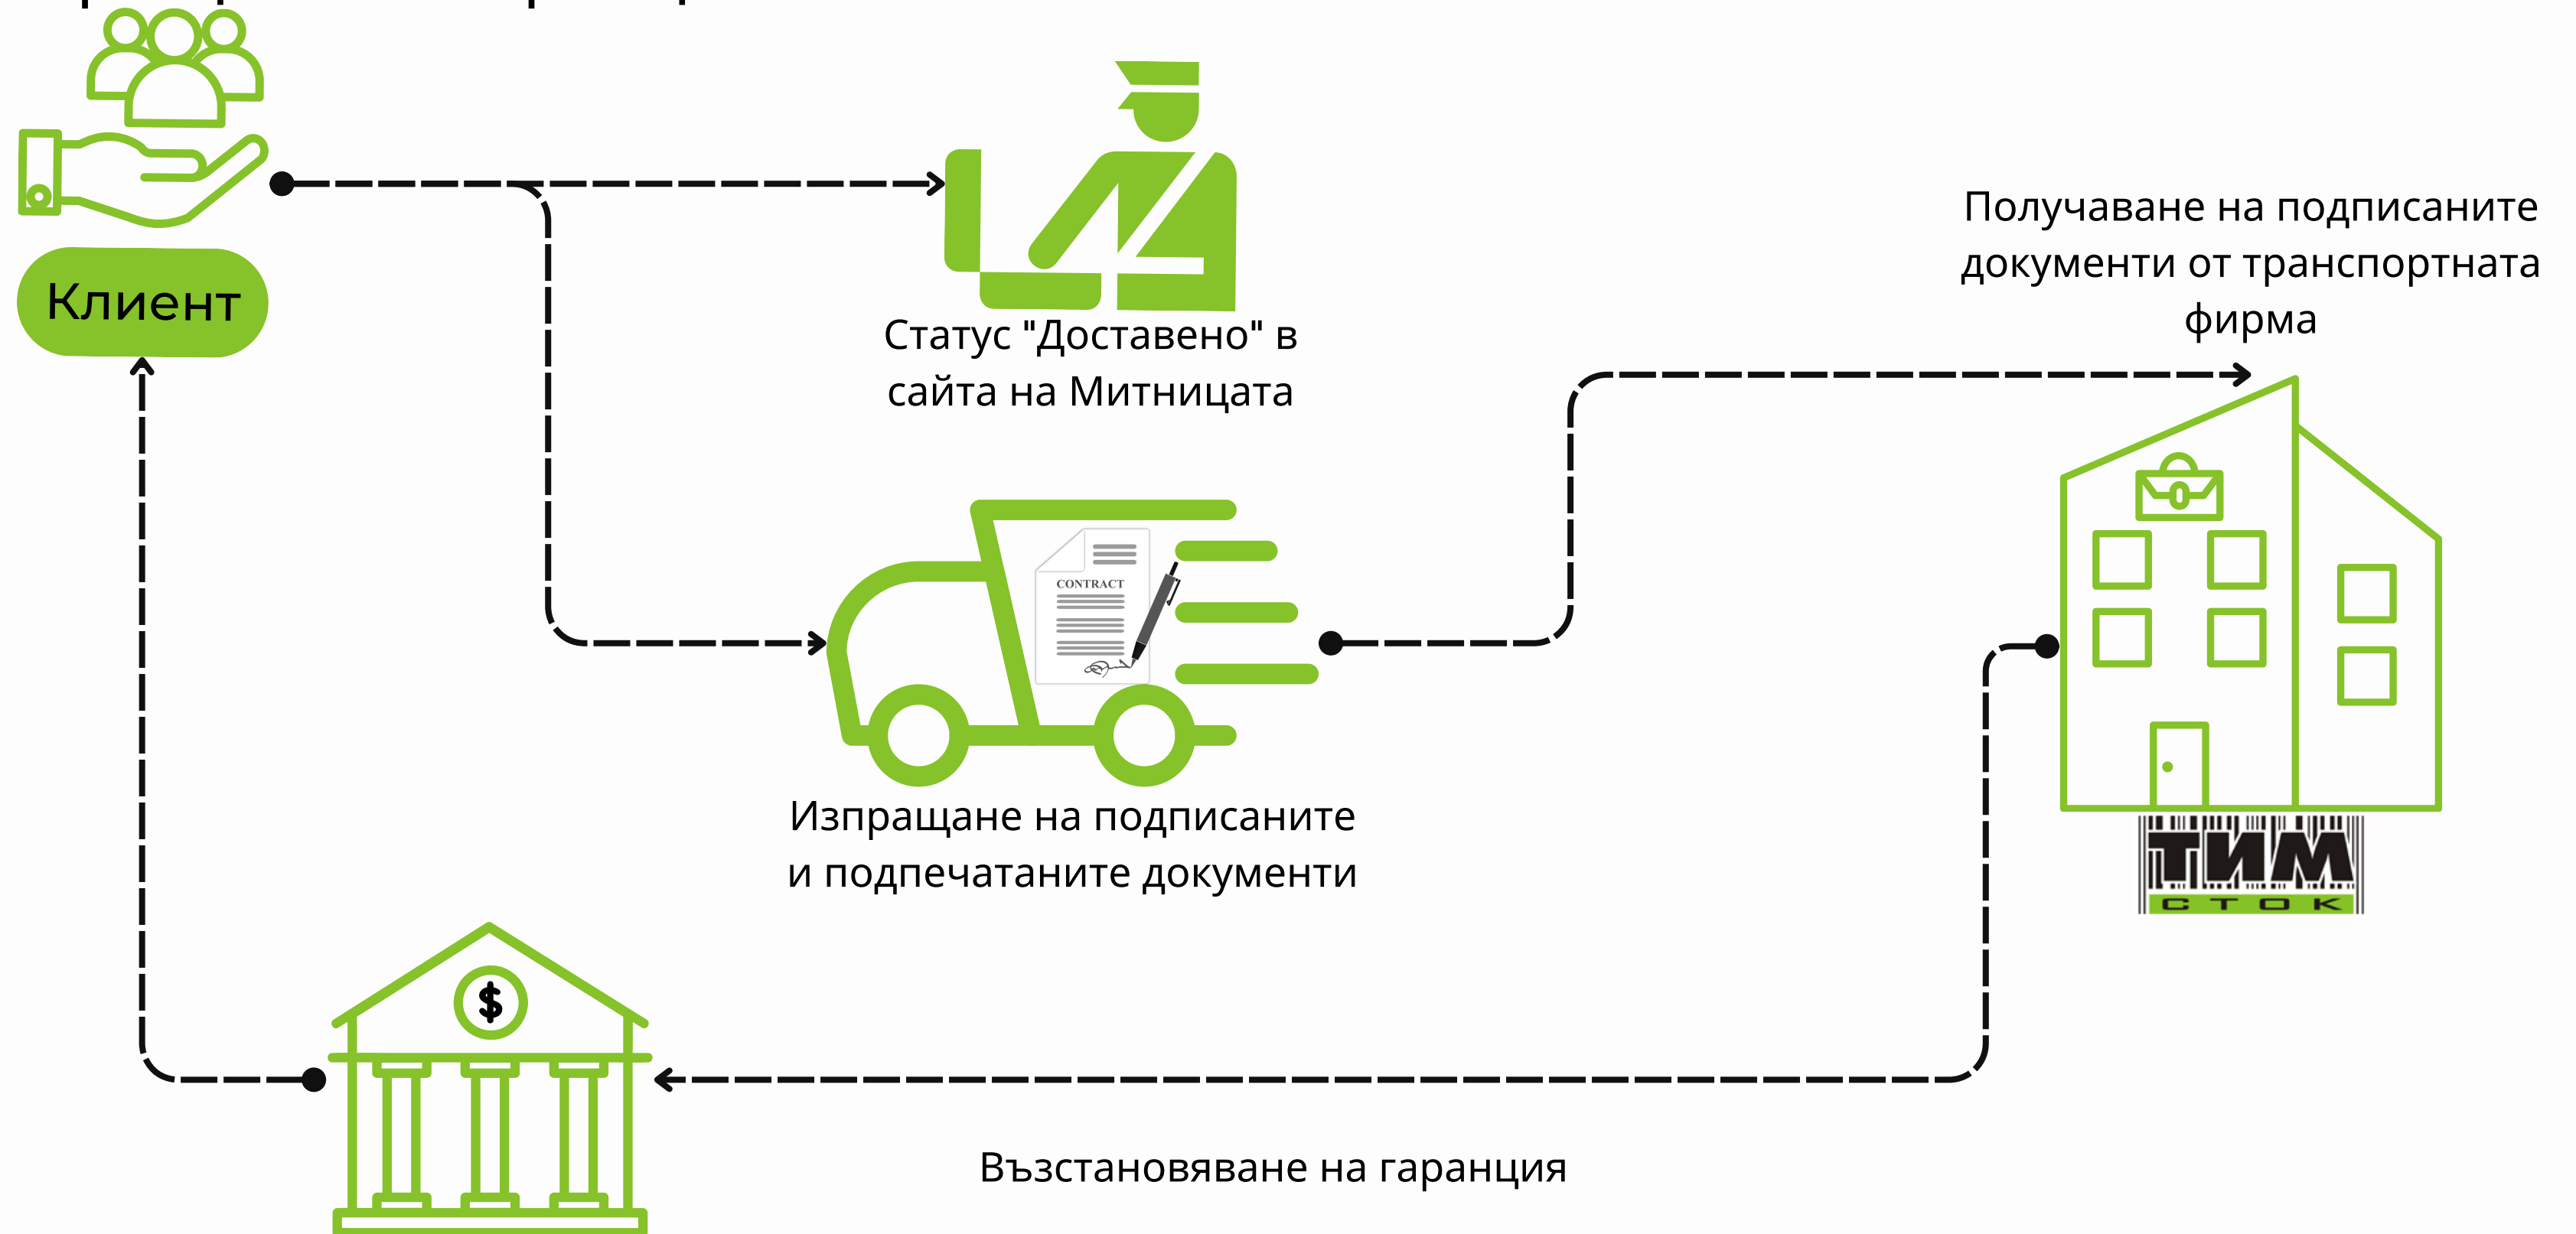 Клиент
Статус "Доставено" в
сайта на Митницата
Получаване на подписаните
документи от транспортната
фирма
CONTRACT
Изпращане на подписаните
и подпечатаните документи
ТИМ
СТОК
$
Възстановяване на гаранция